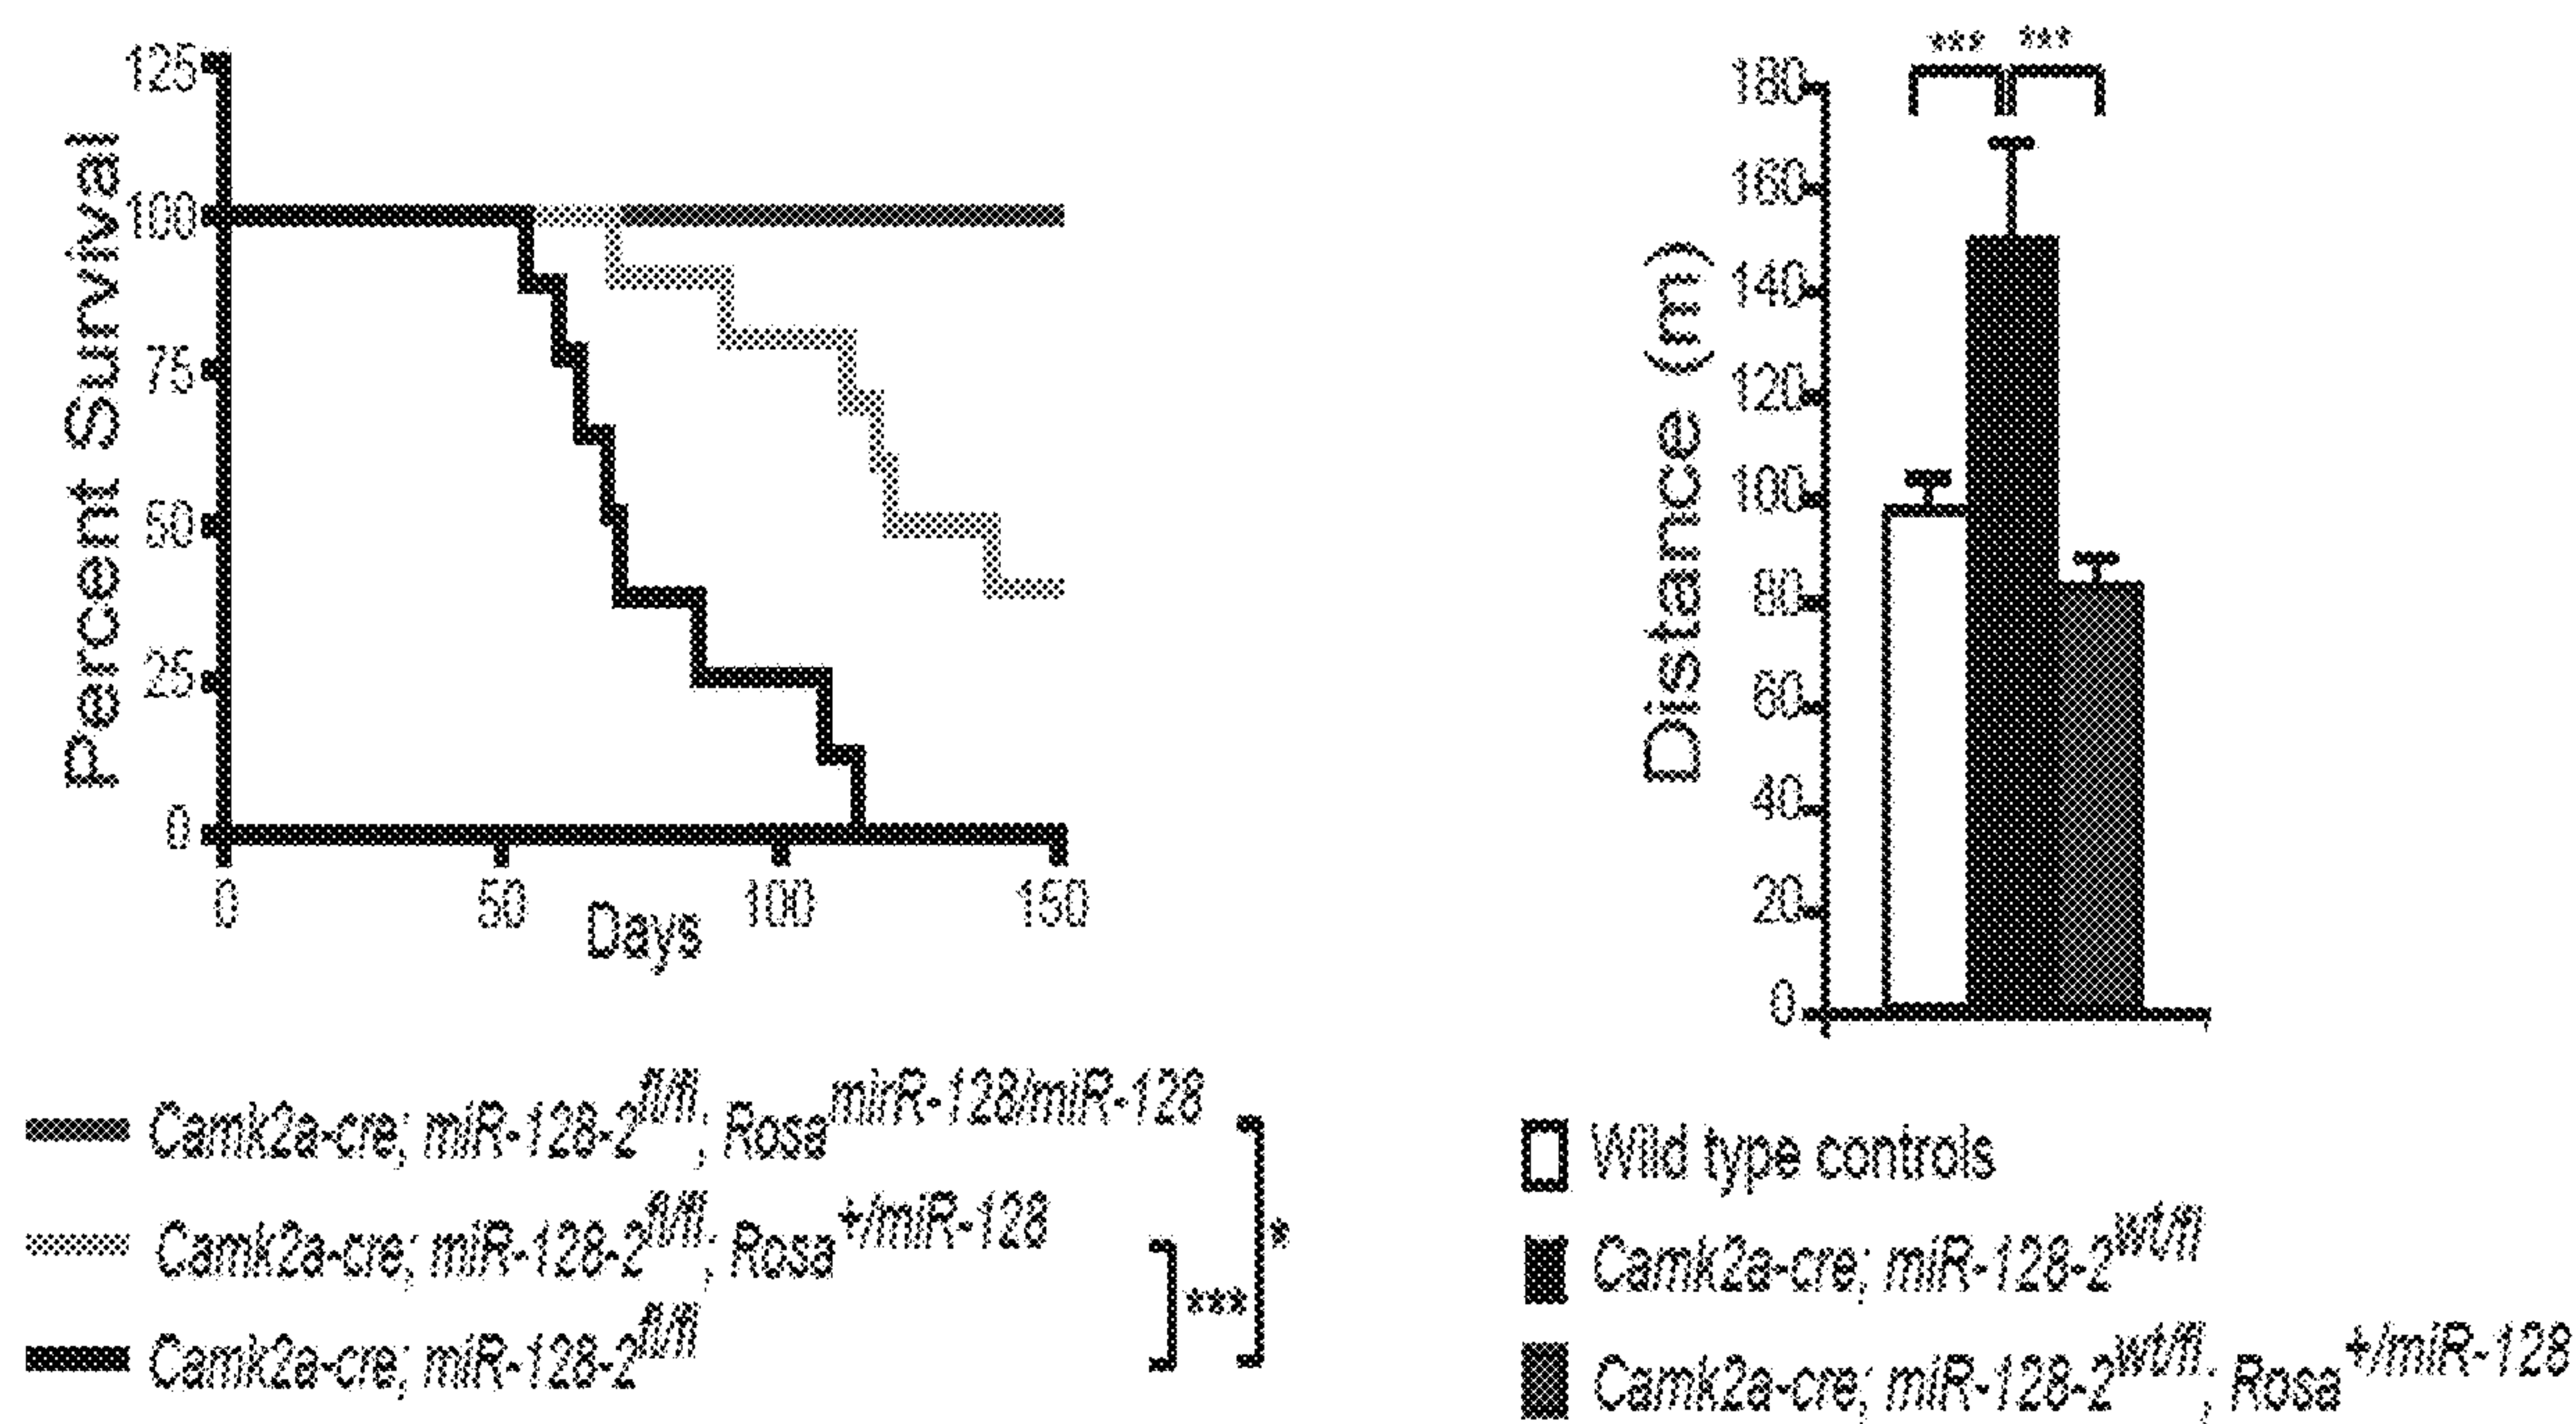 Percent Survival
125
100
75
50
25
0
0 50 100 150
Days
Camk2a-cre; miR-128-2fl/fl; RosamirR-128/miR-128
Camk2a-cre; miR-128-2fl/fl; Rosa+/miR-128
Camk2a-cre; miR-128-2fl/fl
***
*
*** ***
Distance (m)
180
160
140
120
100
80
60
40
20
0
Wild type controls
Camk2a-cre; miR-128-2wt/fl
Camk2a-cre; miR-128-2wt/fl; Rosa+/miR-128